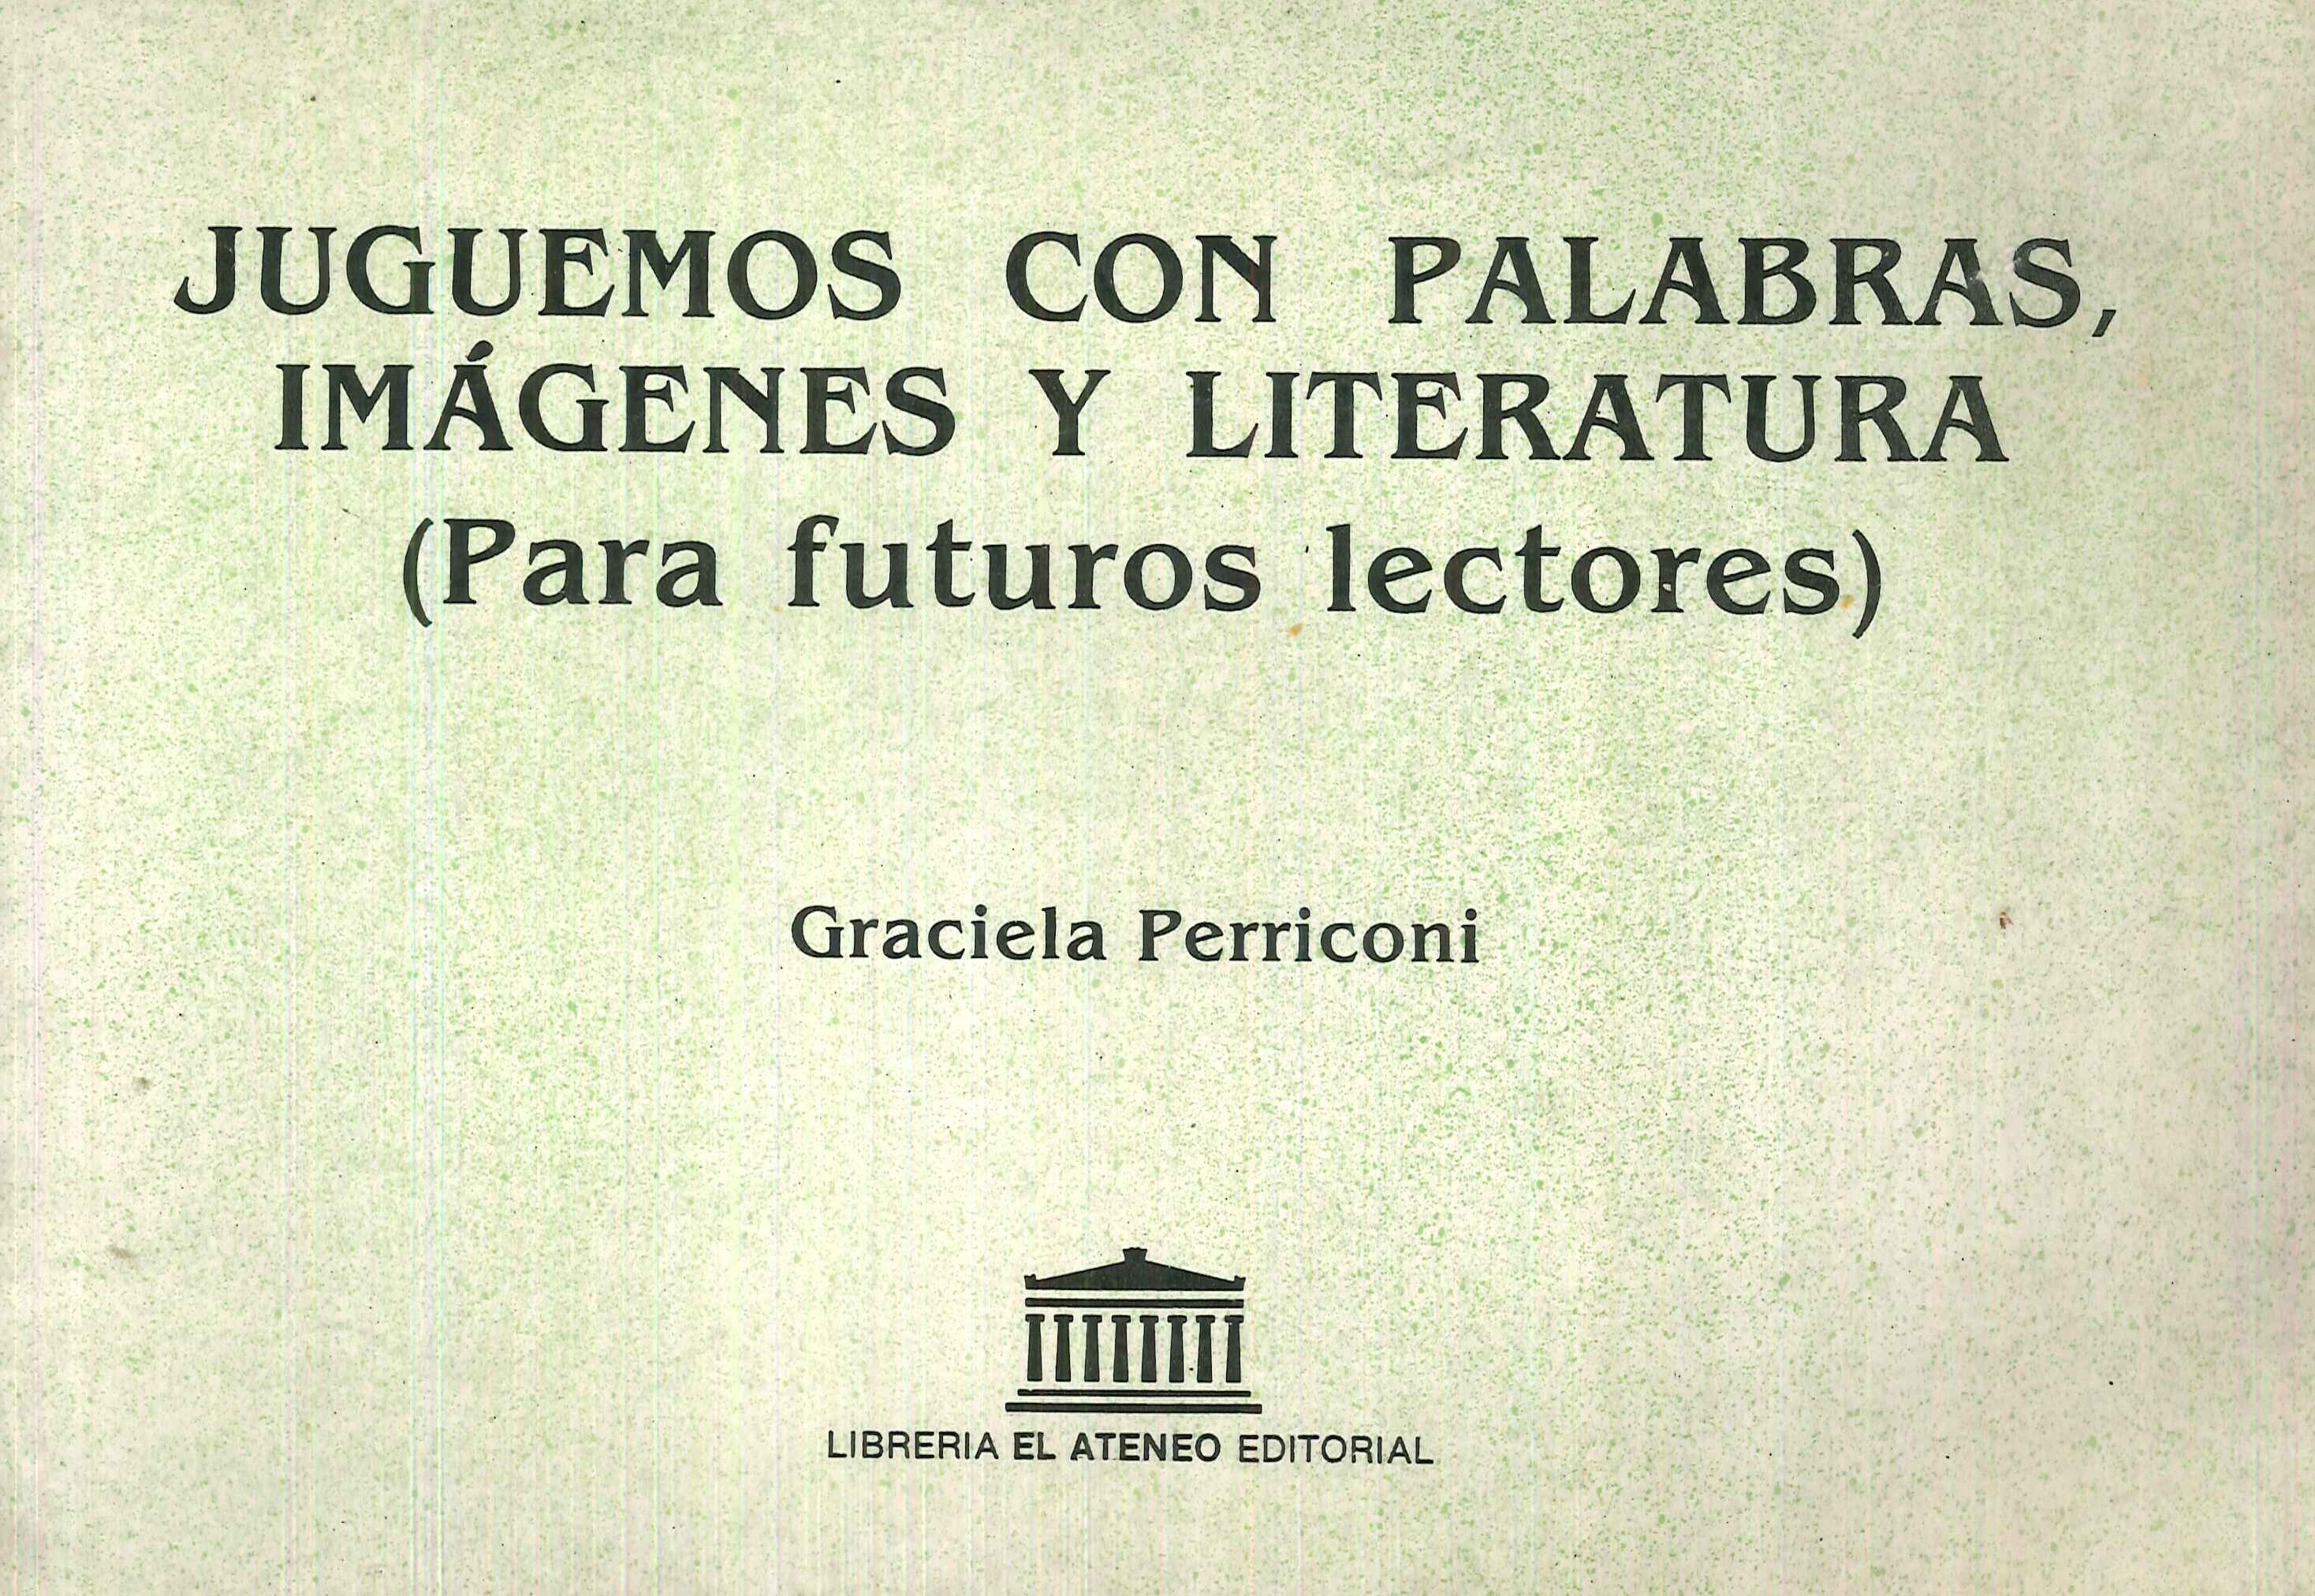 JUGUEMOS CON PALABRAS,
IMÁGENES Y LITERATURA
(Para futuros lectores)
Graciela Perriconi
LIBRERIA EL ATENEO EDITORIAL